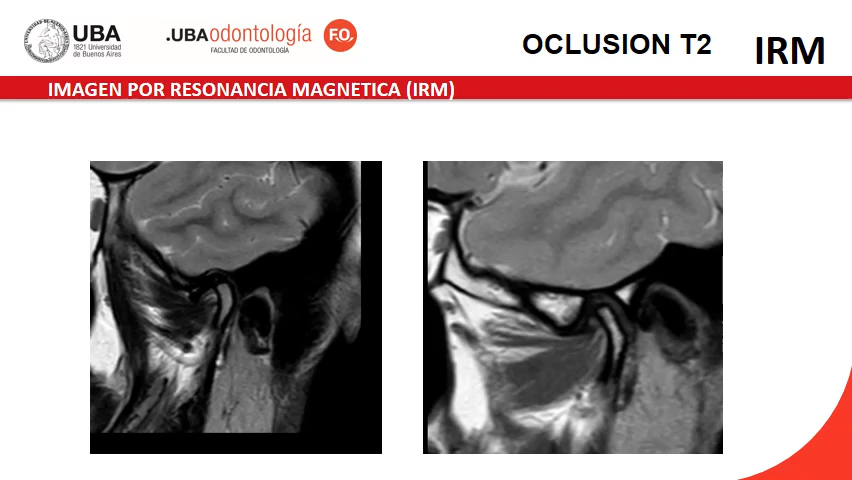 UBA
1821 Universidad
de Buenos Aires
.UBAodontología
FACULTAD DE ODONTOLOGÍA
F.O.
OCLUSION T2
IRM
IMAGEN POR RESONANCIA MAGNETICA (IRM)